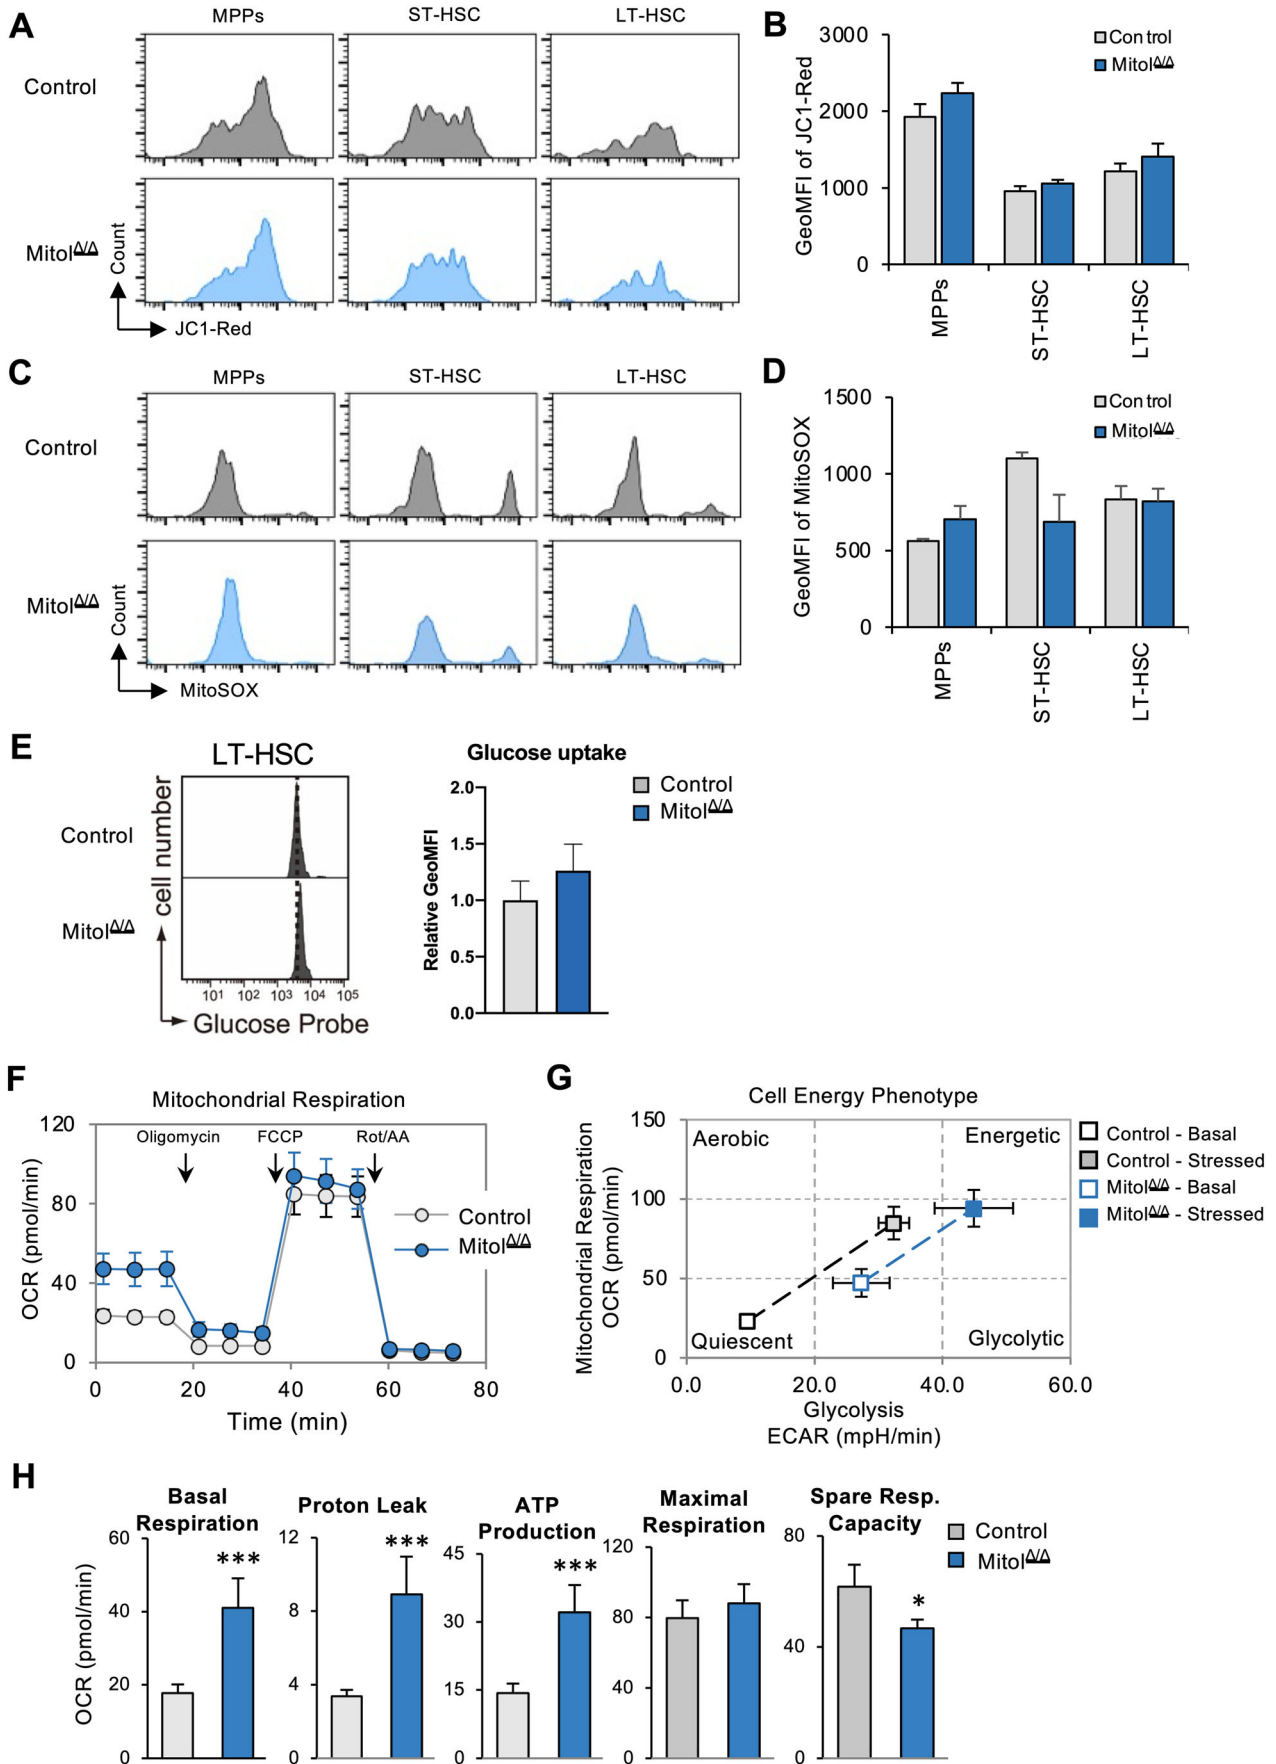 A
MPPs
ST-HSC
LT-HSC
Control
MitolΔ/Δ
Count
JC1-Red
B
GeoMFI of JC1-Red
3000
2000
1000
0
Control
MitolΔ/Δ
MPPs
ST-HSC
LT-HSC
C
MPPs
ST-HSC
LT-HSC
Control
MitolΔ/Δ
Count
MitoSOX
D
GeoMFI of MitoSOX
1500
1000
500
0
Control
MitolΔ/Δ
MPPs
ST-HSC
LT-HSC
E
LT-HSC
cell number
Control
MitolΔ/Δ
101 102 103 104 105
Glucose Probe
Glucose uptake
Relative GeoMFI
2.0
1.5
1.0
0.5
0.0
Control
MitolΔ/Δ
F
Mitochondrial Respiration
OCR (pmol/min)
120
80
40
0
Oligomycin
FCCP
Rot/AA
Control
MitolΔ/Δ
0 20 40 60 80
Time (min)
G
Cell Energy Phenotype
Mitochondrial Respiration
OCR (pmol/min)
150
100
50
0
Aerobic
Energetic
Quiescent
Glycolytic
0.0 20.0 40.0 60.0
Glycolysis
ECAR (mpH/min)
Control - Basal
Control - Stressed
MitolΔ/Δ - Basal
MitolΔ/Δ - Stressed
H
OCR (pmol/min)
Basal
Respiration
60
40
20
0
***
Proton Leak
12
8
4
0
***
ATP
Production
45
30
15
0
***
Maximal
Respiration
120
80
40
0
Spare Resp.
Capacity
80
40
0
*
Control
MitolΔ/Δ